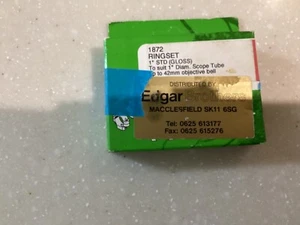 1872
RINGSET
1" STD (GLOSS)
To suit 1" Diam. Scope Tube
up to 42mm objective bell
DISTRIBUTED BY
Edgar
MACCLESFIELD SK11 6SG
Tel: 0625 613177
Fax: 0625 615276